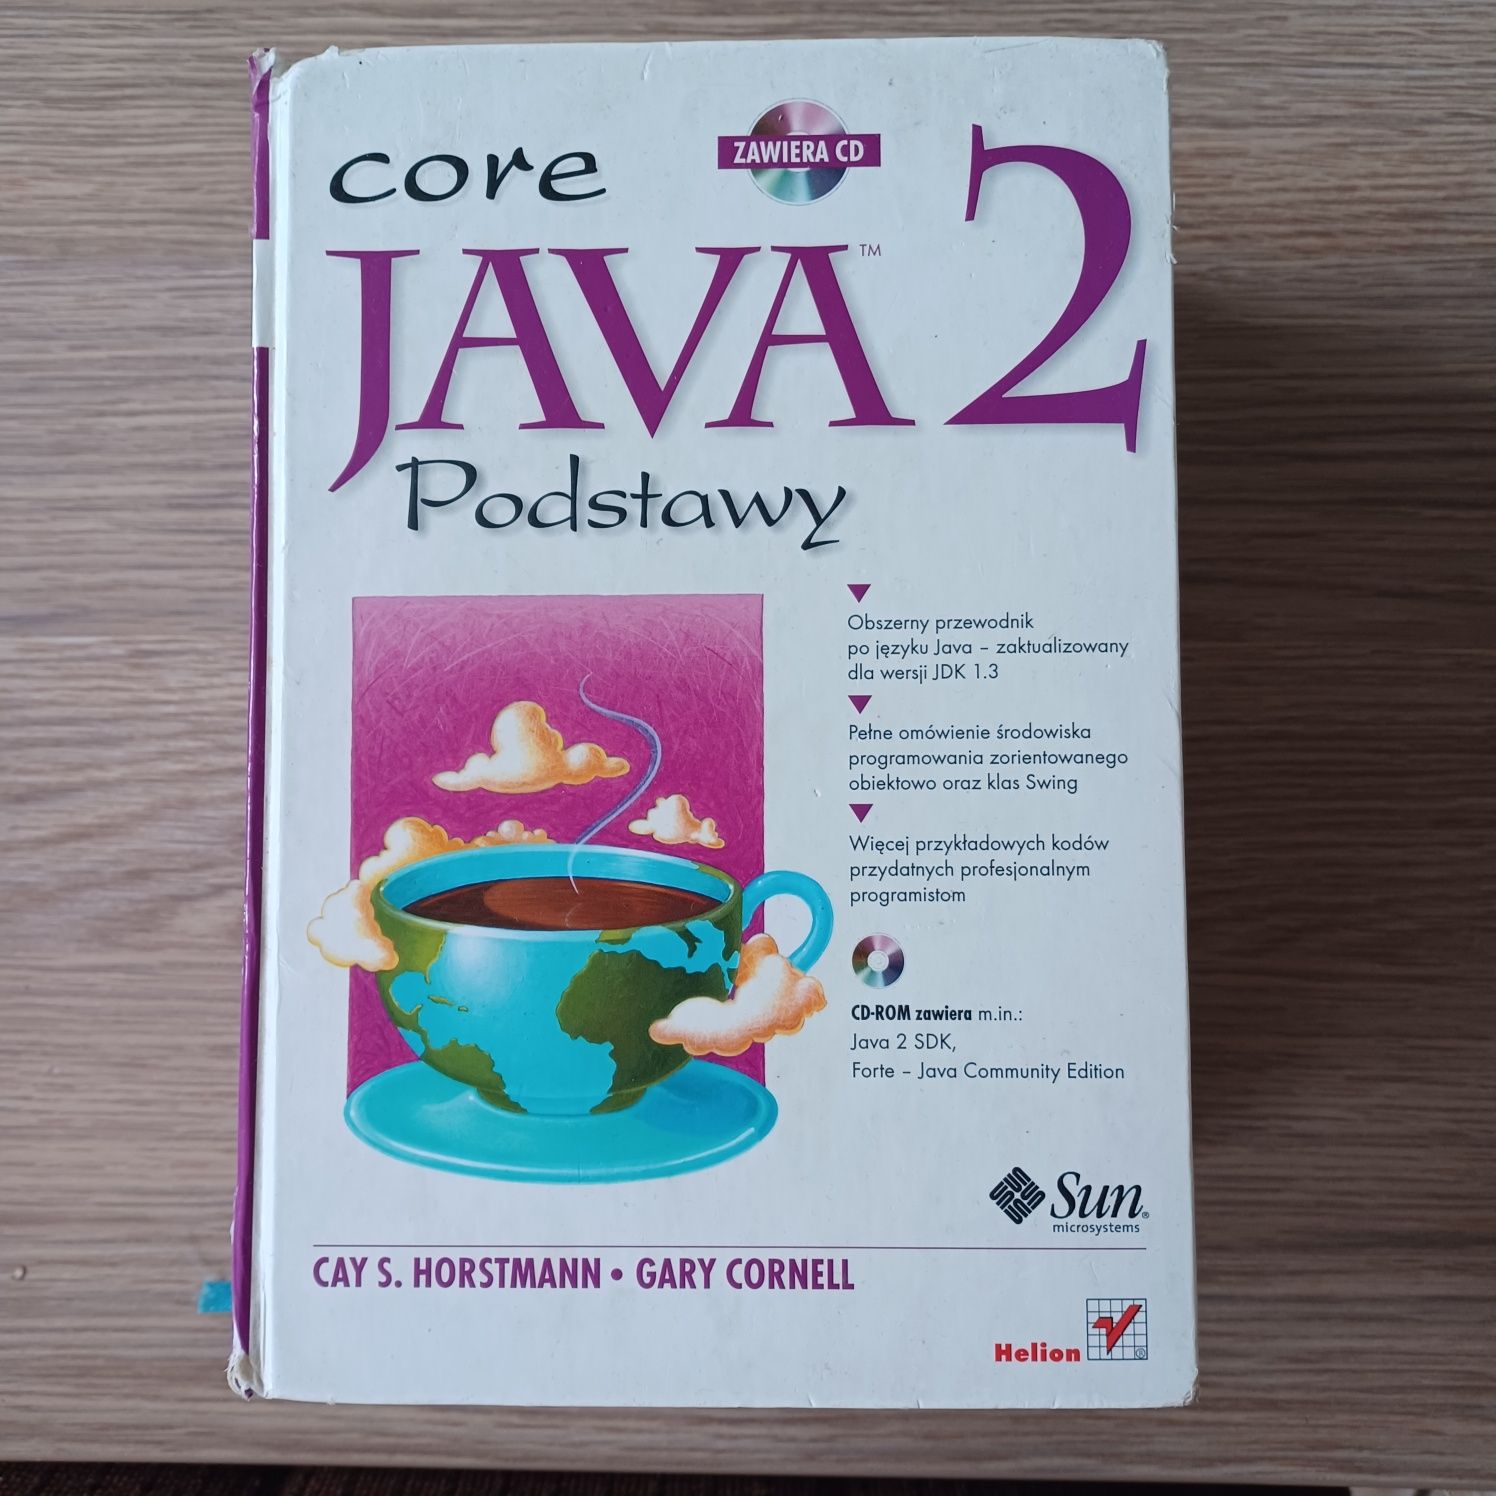 core
ZAWIERA CD
JAVA™ 2
Podstawy
Obszerny przewodnik
po języku Java – zaktualizowany
dla wersji JDK 1.3
Pełne omówienie środowiska
programowania zorientowanego
obiektowo oraz klas Swing
Więcej przykładowych kodów
przydatnych profesjonalnym
programistom
CD-ROM zawiera m.in.:
Java 2 SDK,
Forte – Java Community Edition
Sun®
microsystems
CAY S. HORSTMANN • GARY CORNELL
Helion ®